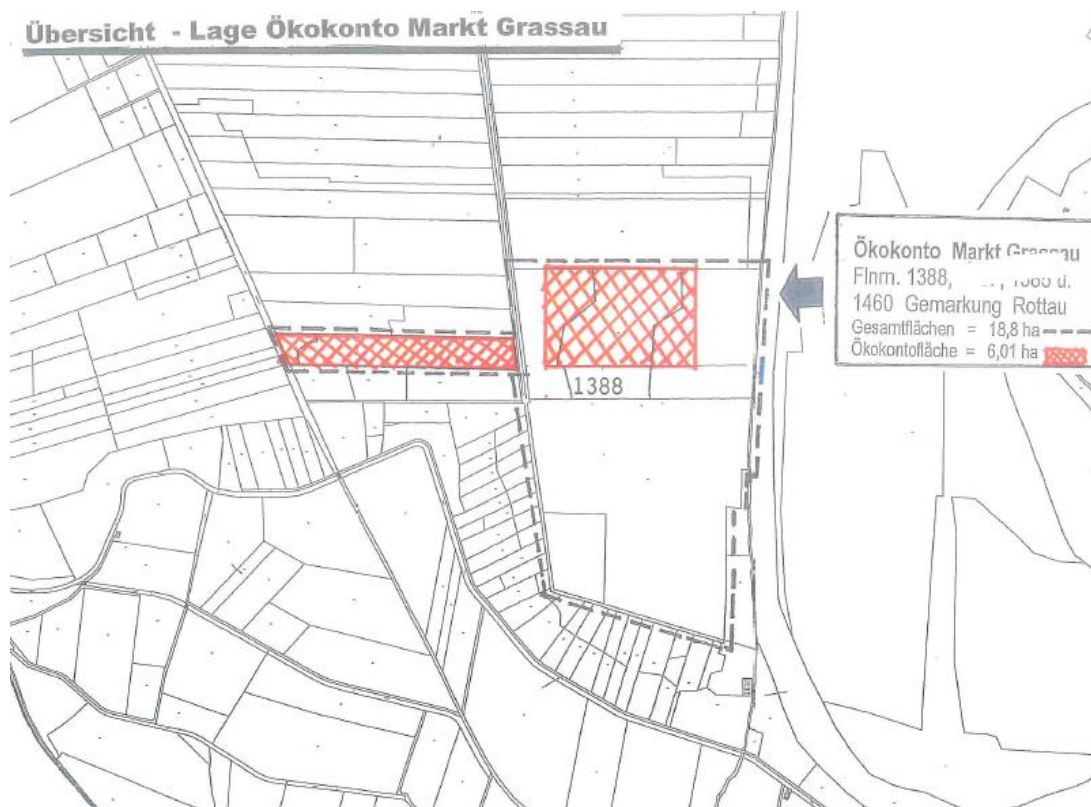 Übersicht - Lage Ökokonto Markt Grassau
Ökokonto Markt Grassau
Flnrn. 1388, u.
1460 Gemarkung Rottau
Gesamtflächen = 18,8 ha
Ökokontofläche = 6,01 ha
1388